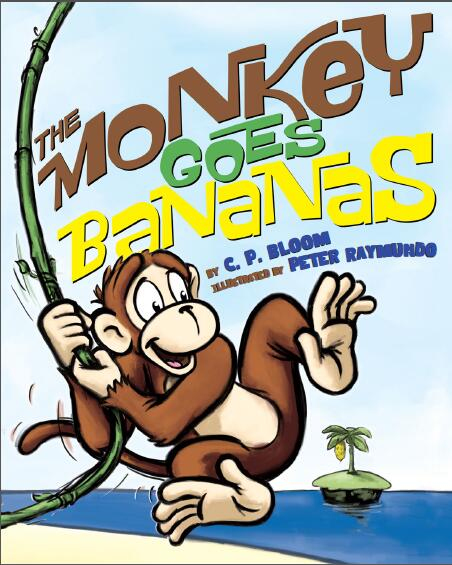 THE
MONKeY
GOES
BaNaNaS
BY C. P. BLOOM
ILLUSTRATED BY PETER RAYMUNDO